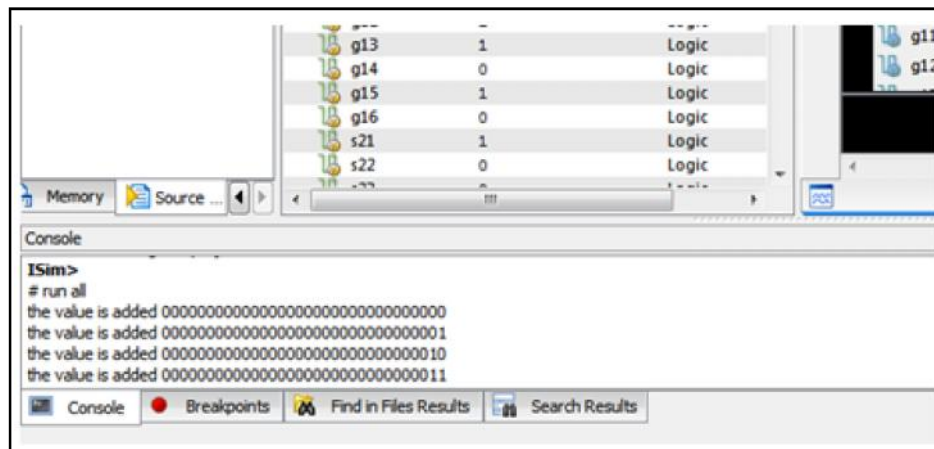 g13 1 Logic
g14 0 Logic
g15 1 Logic
g16 0 Logic
s21 1 Logic
s22 0 Logic
g11
g12
Memory Source ...
Console
ISim>
# run all
the value is added 00000000000000000000000000000000
the value is added 00000000000000000000000000000001
the value is added 00000000000000000000000000000010
the value is added 00000000000000000000000000000011
Console Breakpoints Find in Files Results Search Results